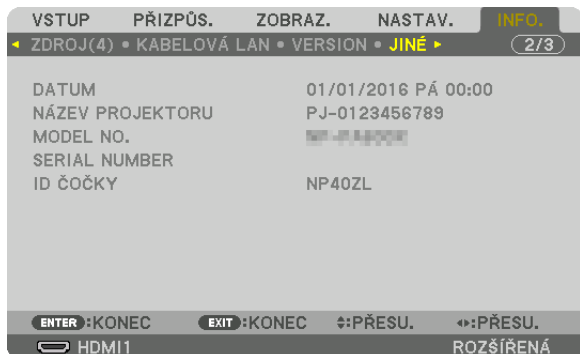 VSTUP PŘIZPŮS. ZOBRAZ. NASTAV. INFO.
ZDROJ(4) • KABELOVÁ LAN • VERSION • JINÉ 2/3
DATUM 01/01/2016 PÁ 00:00
NÁZEV PROJEKTORU PJ-0123456789
MODEL NO.
SERIAL NUMBER
ID ČOČKY NP40ZL
ENTER :KONEC EXIT :KONEC :PŘESU. :PŘESU.
HDMI1 ROZŠÍŘENÁ